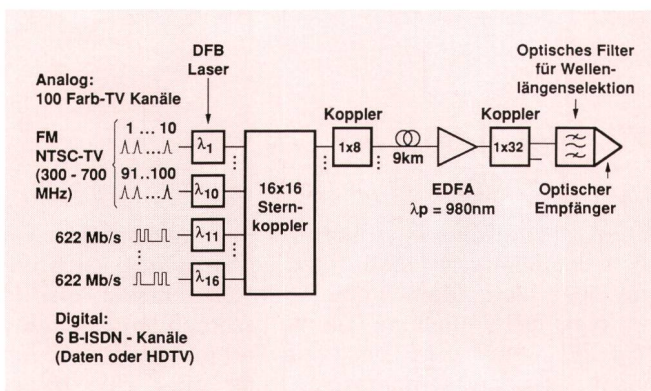 DFB
Laser
Optisches Filter
für Wellen-
längenselektion
Analog:
100 Farb-TV Kanäle
Koppler
Koppler
FM
NTSC-TV
(300 - 700
MHz)
1 ... 10
λ1
1x8
9km
1x32
91..100
λ10
16x16
Stern-
koppler
EDFA
λp = 980nm
Optischer
Empfänger
622 Mb/s
λ11
622 Mb/s
λ16
Digital:
6 B-ISDN - Kanäle
(Daten oder HDTV)